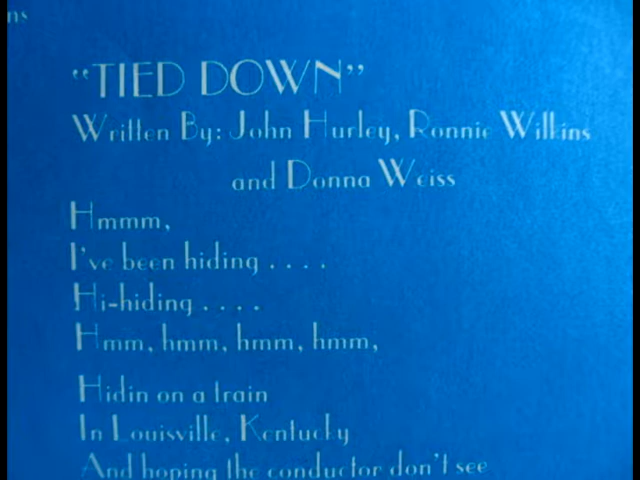 ns
"TIED DOWN"
Written By: John Hurley, Ronnie Wilkins
and Donna Weiss
Hmmm,
I've been hiding . . . .
Hi-hiding . . . .
Hmm, hmm, hmm, hmm,
Hidin on a train
In Louisville, Kentucky
And hoping the conductor don't see